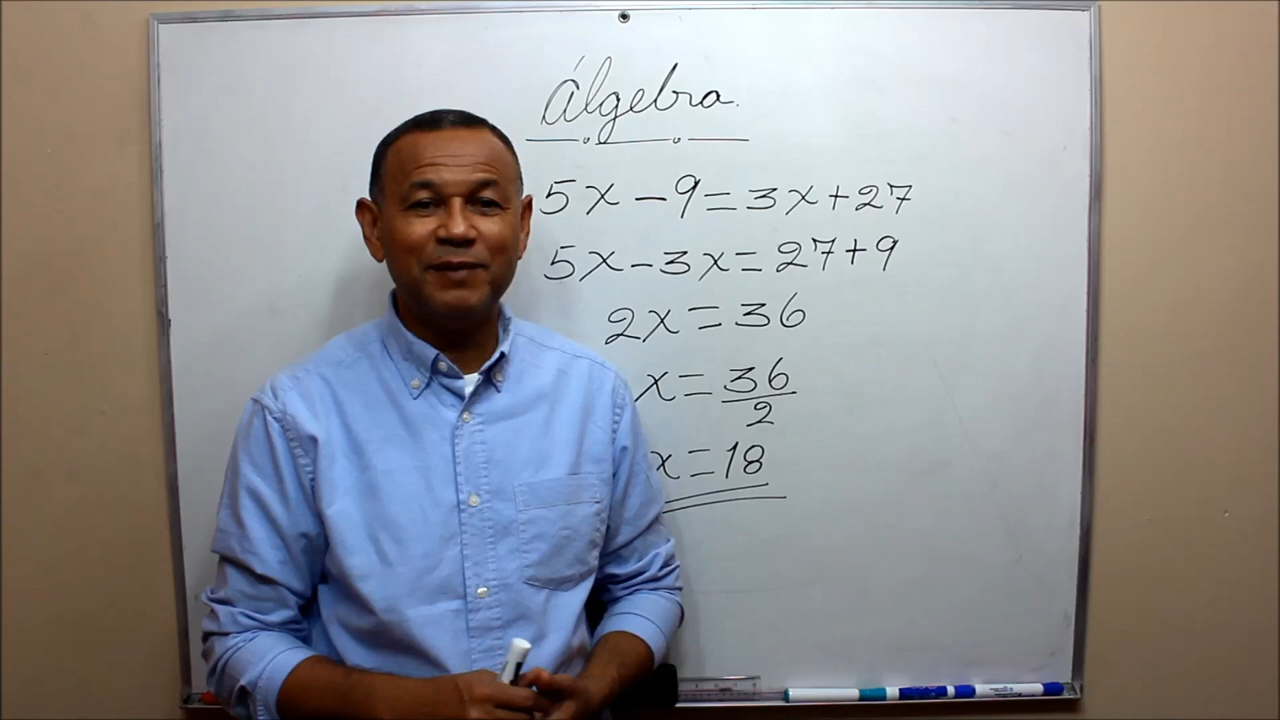 Álgebra.
5x - 9 = 3x + 27
5x - 3x = 27 + 9
2x = 36
x = 36/2
x = 18